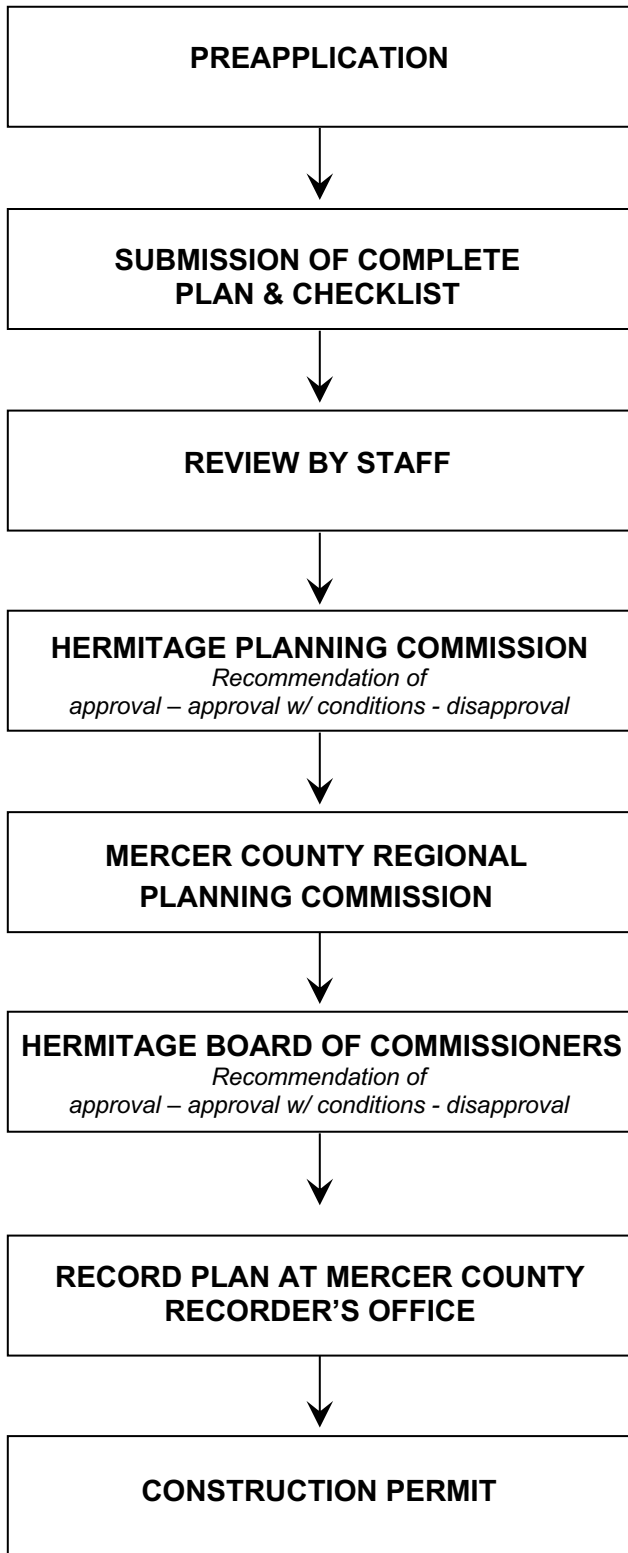 PREAPPLICATION
SUBMISSION OF COMPLETE
PLAN & CHECKLIST
REVIEW BY STAFF
HERMITAGE PLANNING COMMISSION
Recommendation of
approval – approval w/ conditions - disapproval
MERCER COUNTY REGIONAL
PLANNING COMMISSION
HERMITAGE BOARD OF COMMISSIONERS
Recommendation of
approval – approval w/ conditions - disapproval
RECORD PLAN AT MERCER COUNTY
RECORDER’S OFFICE
CONSTRUCTION PERMIT